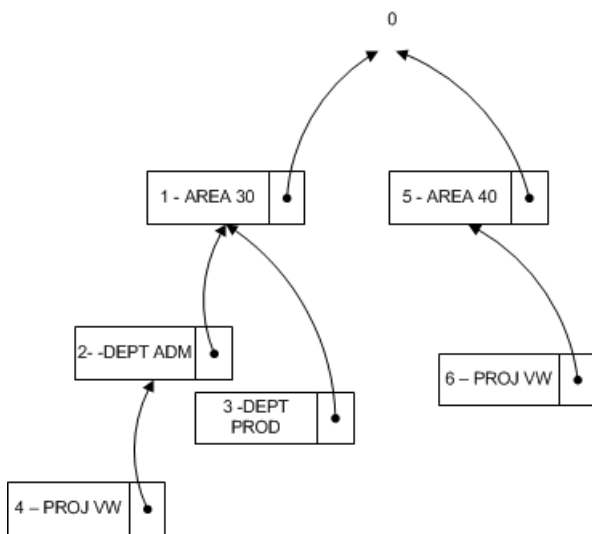 0
1 - AREA 30
5 - AREA 40
2- -DEPT ADM
6 – PROJ VW
3 -DEPT
PROD
4 – PROJ VW